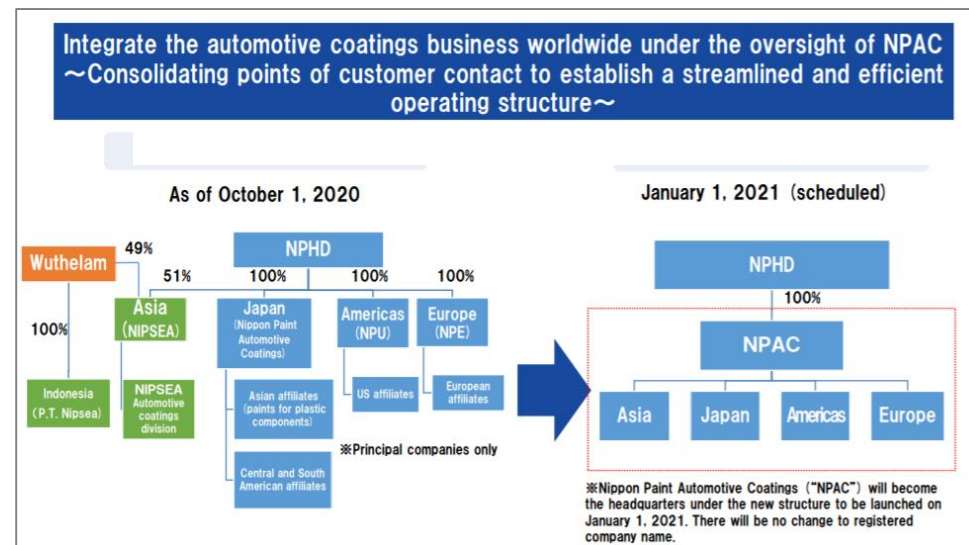 Integrate the automotive coatings business worldwide under the oversight of NPAC
～Consolidating points of customer contact to establish a streamlined and efficient
operating structure～
As of October 1, 2020
Wuthelam
49%
100%
Indonesia
(P.T. Nipsea)
NPHD
51%
100%
100%
100%
Asia
(NIPSEA)
NIPSEA
Automotive
coatings
division
Japan
(Nippon Paint
Automotive
Coatings)
Asian affiliates
(paints for plastic
components)
Central and South
American affiliates
Americas
(NPU)
US affiliates
Europe
(NPE)
European
affiliates
※Principal companies only
January 1, 2021 (scheduled)
NPHD
100%
NPAC
Asia
Japan
Americas
Europe
※Nippon Paint Automotive Coatings (“NPAC”) will become
the headquarters under the new structure to be launched on
January 1, 2021. There will be no change to registered
company name.